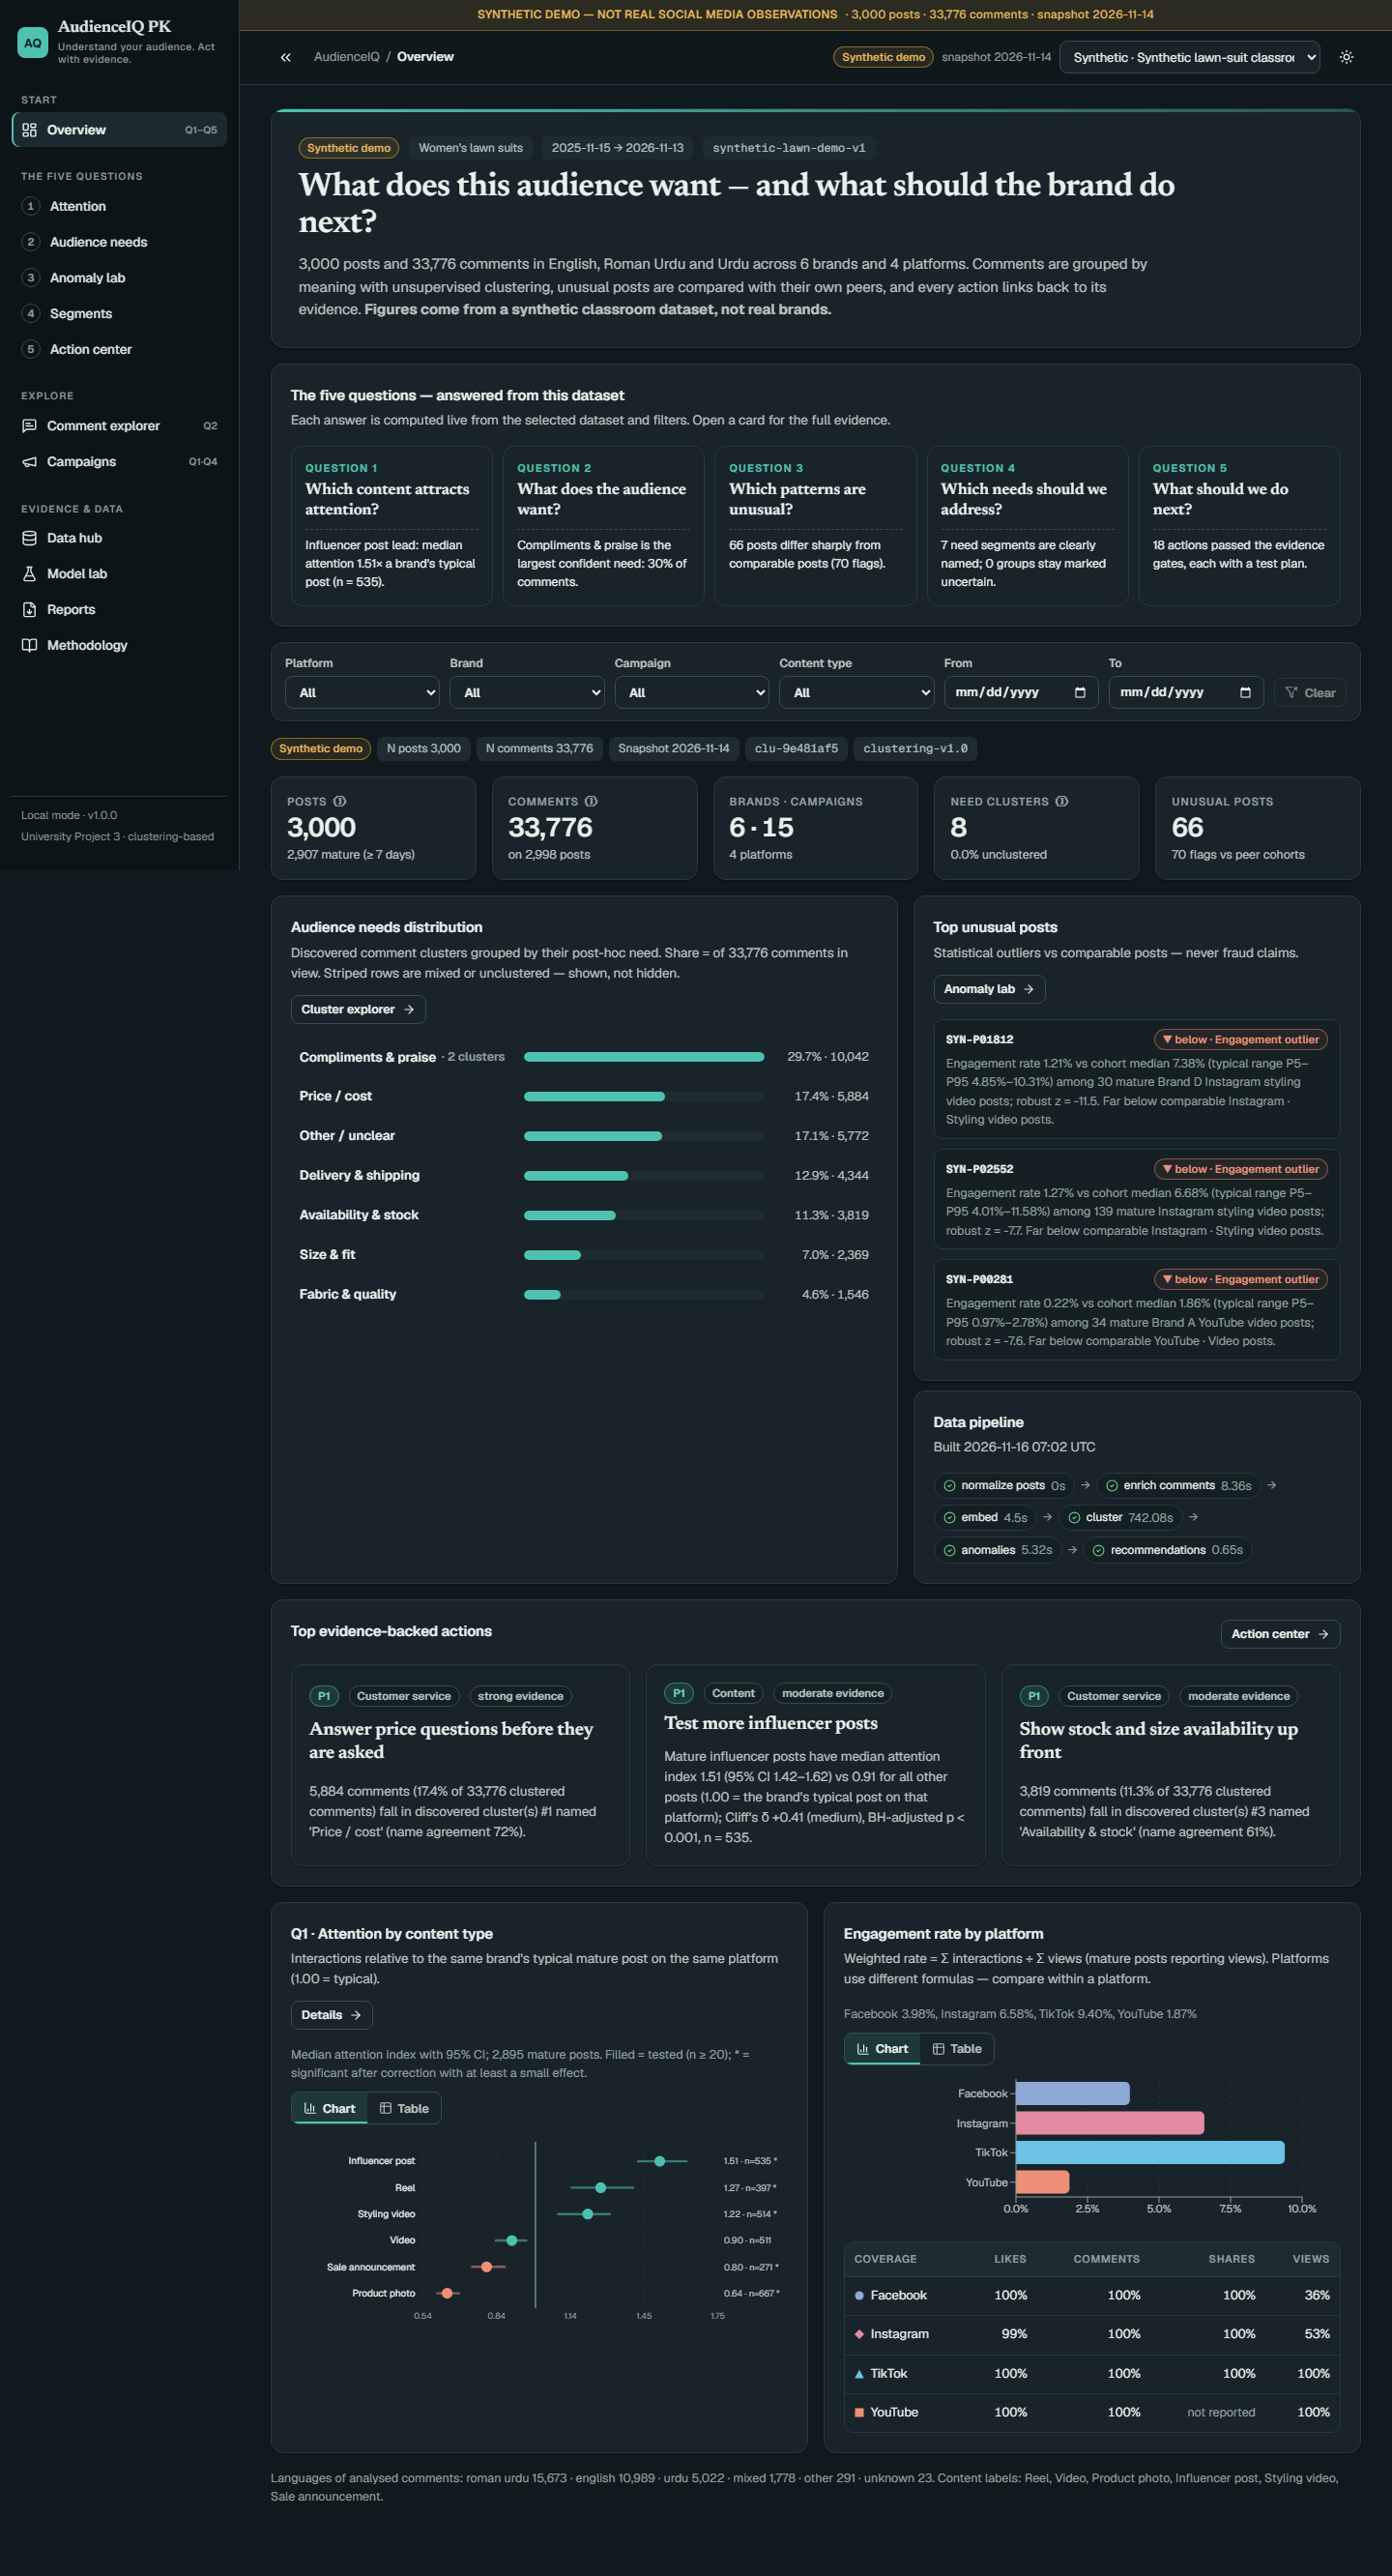 AQ
AudienceIQ PK
Understand your audience. Act
with evidence.
START
Overview Q1–Q5
THE FIVE QUESTIONS
1 Attention
2 Audience needs
3 Anomaly lab
4 Segments
5 Action center
EXPLORE
Comment explorer Q2
Campaigns Q1·Q4
EVIDENCE & DATA
Data hub
Model lab
Reports
Methodology
Local mode · v1.0.0
University Project 3 · clustering-based
SYNTHETIC DEMO — NOT REAL SOCIAL MEDIA OBSERVATIONS · 3,000 posts · 33,776 comments · snapshot 2026-11-14
AudienceIQ / Overview
Synthetic demo snapshot 2026-11-14 Synthetic · Synthetic lawn-suit classroo
Synthetic demo Women's lawn suits 2025-11-15 → 2026-11-13 synthetic-lawn-demo-v1
What does this audience want — and what should the brand do
next?
3,000 posts and 33,776 comments in English, Roman Urdu and Urdu across 6 brands and 4 platforms. Comments are grouped by
meaning with unsupervised clustering, unusual posts are compared with their own peers, and every action links back to its
evidence. Figures come from a synthetic classroom dataset, not real brands.
The five questions — answered from this dataset
Each answer is computed live from the selected dataset and filters. Open a card for the full evidence.
QUESTION 1
Which content attracts
attention?
Influencer post lead: median
attention 1.51× a brand's typical
post (n = 535).
QUESTION 2
What does the audience
want?
Compliments & praise is the
largest confident need: 30% of
comments.
QUESTION 3
Which patterns are
unusual?
66 posts differ sharply from
comparable posts (70 flags).
QUESTION 4
Which needs should we
address?
7 need segments are clearly
named; 0 groups stay marked
uncertain.
QUESTION 5
What should we do
next?
18 actions passed the evidence
gates, each with a test plan.
Platform Brand Campaign Content type From To
All All All All mm/dd/yyyy mm/dd/yyyy Clear
Synthetic demo N posts 3,000 N comments 33,776 Snapshot 2026-11-14 clu-9e481af5 clustering-v1.0
POSTS
3,000
2,907 mature (≥ 7 days)
COMMENTS
33,776
on 2,998 posts
BRANDS · CAMPAIGNS
6 · 15
4 platforms
NEED CLUSTERS
8
0.0% unclustered
UNUSUAL POSTS
66
70 flags vs peer cohorts
Audience needs distribution
Discovered comment clusters grouped by their post-hoc need. Share = of 33,776 comments in
view. Striped rows are mixed or unclustered — shown, not hidden.
Cluster explorer →
Compliments & praise · 2 clusters 29.7% · 10,042
Price / cost 17.4% · 5,884
Other / unclear 17.1% · 5,772
Delivery & shipping 12.9% · 4,344
Availability & stock 11.3% · 3,819
Size & fit 7.0% · 2,369
Fabric & quality 4.6% · 1,546
Top unusual posts
Statistical outliers vs comparable posts — never fraud claims.
Anomaly lab →
SYN-P01812 ▼ below · Engagement outlier
Engagement rate 1.21% vs cohort median 7.38% (typical range P5–
P95 4.85%–10.31%) among 30 mature Brand D Instagram styling
video posts; robust z = -11.5. Far below comparable Instagram ·
Styling video posts.
SYN-P02552 ▼ below · Engagement outlier
Engagement rate 1.27% vs cohort median 6.68% (typical range P5–
P95 4.01%–11.58%) among 139 mature Instagram styling video posts;
robust z = -7.7. Far below comparable Instagram · Styling video posts.
SYN-P00281 ▼ below · Engagement outlier
Engagement rate 0.22% vs cohort median 1.86% (typical range P5–
P95 0.97%–2.78%) among 34 mature Brand A YouTube video posts;
robust z = -7.6. Far below comparable YouTube · Video posts.
Data pipeline
Built 2026-11-16 07:02 UTC
normalize posts 0s → enrich comments 8.36s →
embed 4.5s → cluster 742.08s →
anomalies 5.32s → recommendations 0.65s
Top evidence-backed actions
Action center →
P1 Customer service strong evidence
Answer price questions before they
are asked
5,884 comments (17.4% of 33,776 clustered
comments) fall in discovered cluster(s) #1 named
'Price / cost' (name agreement 72%).
P1 Content moderate evidence
Test more influencer posts
Mature influencer posts have median attention
index 1.51 (95% CI 1.42–1.62) vs 0.91 for all other
posts (1.00 = the brand's typical post on that
platform); Cliff's δ +0.41 (medium), BH-adjusted p <
0.001, n = 535.
P1 Customer service moderate evidence
Show stock and size availability up
front
3,819 comments (11.3% of 33,776 clustered
comments) fall in discovered cluster(s) #3 named
'Availability & stock' (name agreement 61%).
Q1 · Attention by content type
Interactions relative to the same brand's typical mature post on the same platform
(1.00 = typical).
Details →
Median attention index with 95% CI; 2,895 mature posts. Filled = tested (n ≥ 20); * =
significant after correction with at least a small effect.
Chart Table
Influencer post 1.51 · n=535 *
Reel 1.27 · n=397 *
Styling video 1.22 · n=514 *
Video 0.90 · n=511
Sale announcement 0.80 · n=271 *
Product photo 0.64 · n=667 *
0.54 0.84 1.14 1.45 1.75
Engagement rate by platform
Weighted rate = Σ interactions ÷ Σ views (mature posts reporting views). Platforms
use different formulas — compare within a platform.
Facebook 3.98%, Instagram 6.58%, TikTok 9.40%, YouTube 1.87%
Chart Table
Facebook
Instagram
TikTok
YouTube
0.0% 2.5% 5.0% 7.5% 10.0%
COVERAGE LIKES COMMENTS SHARES VIEWS
Facebook 100% 100% 100% 36%
Instagram 99% 100% 100% 53%
TikTok 100% 100% 100% 100%
YouTube 100% 100% not reported 100%
Languages of analysed comments: roman urdu 15,673 · english 10,989 · urdu 5,022 · mixed 1,778 · other 291 · unknown 23. Content labels: Reel, Video, Product photo, Influencer post, Styling video,
Sale announcement.